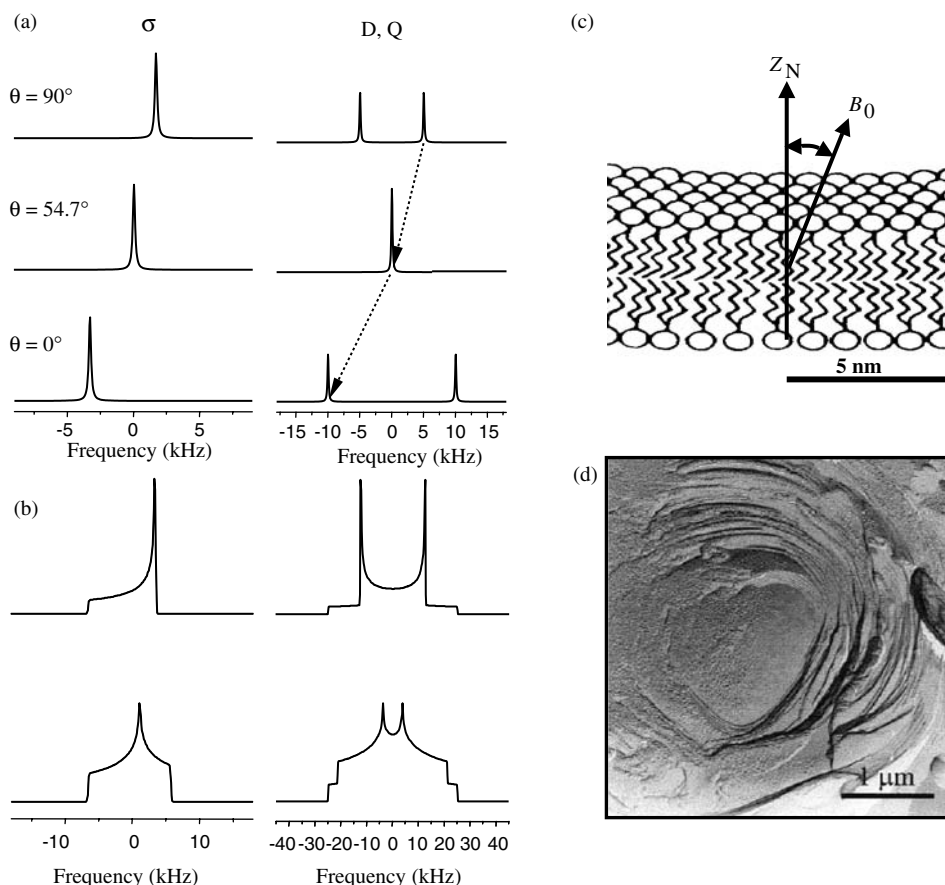 (a)
σ
D, Q
θ = 90°
θ = 54.7°
θ = 0°
-5 0 5
Frequency (kHz)
-15 -10 -5 0 5 10 15
Frequency (kHz)
(b)
-10 0 10
Frequency (kHz)
-40 -30 -20 -10 0 10 20 30 40
Frequency (kHz)
(c)
Z_N
B_0
5 nm
(d)
1 μm